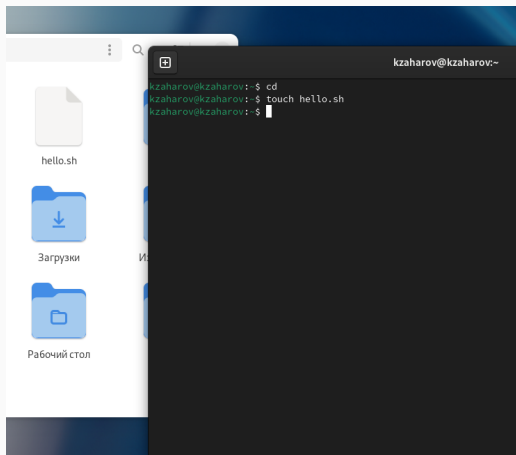 kzaharov@kzaharov:~
kzaharov@kzaharov:~$ cd
kzaharov@kzaharov:~$ touch hello.sh
kzaharov@kzaharov:~$
hello.sh
Загрузки
Рабочий стол